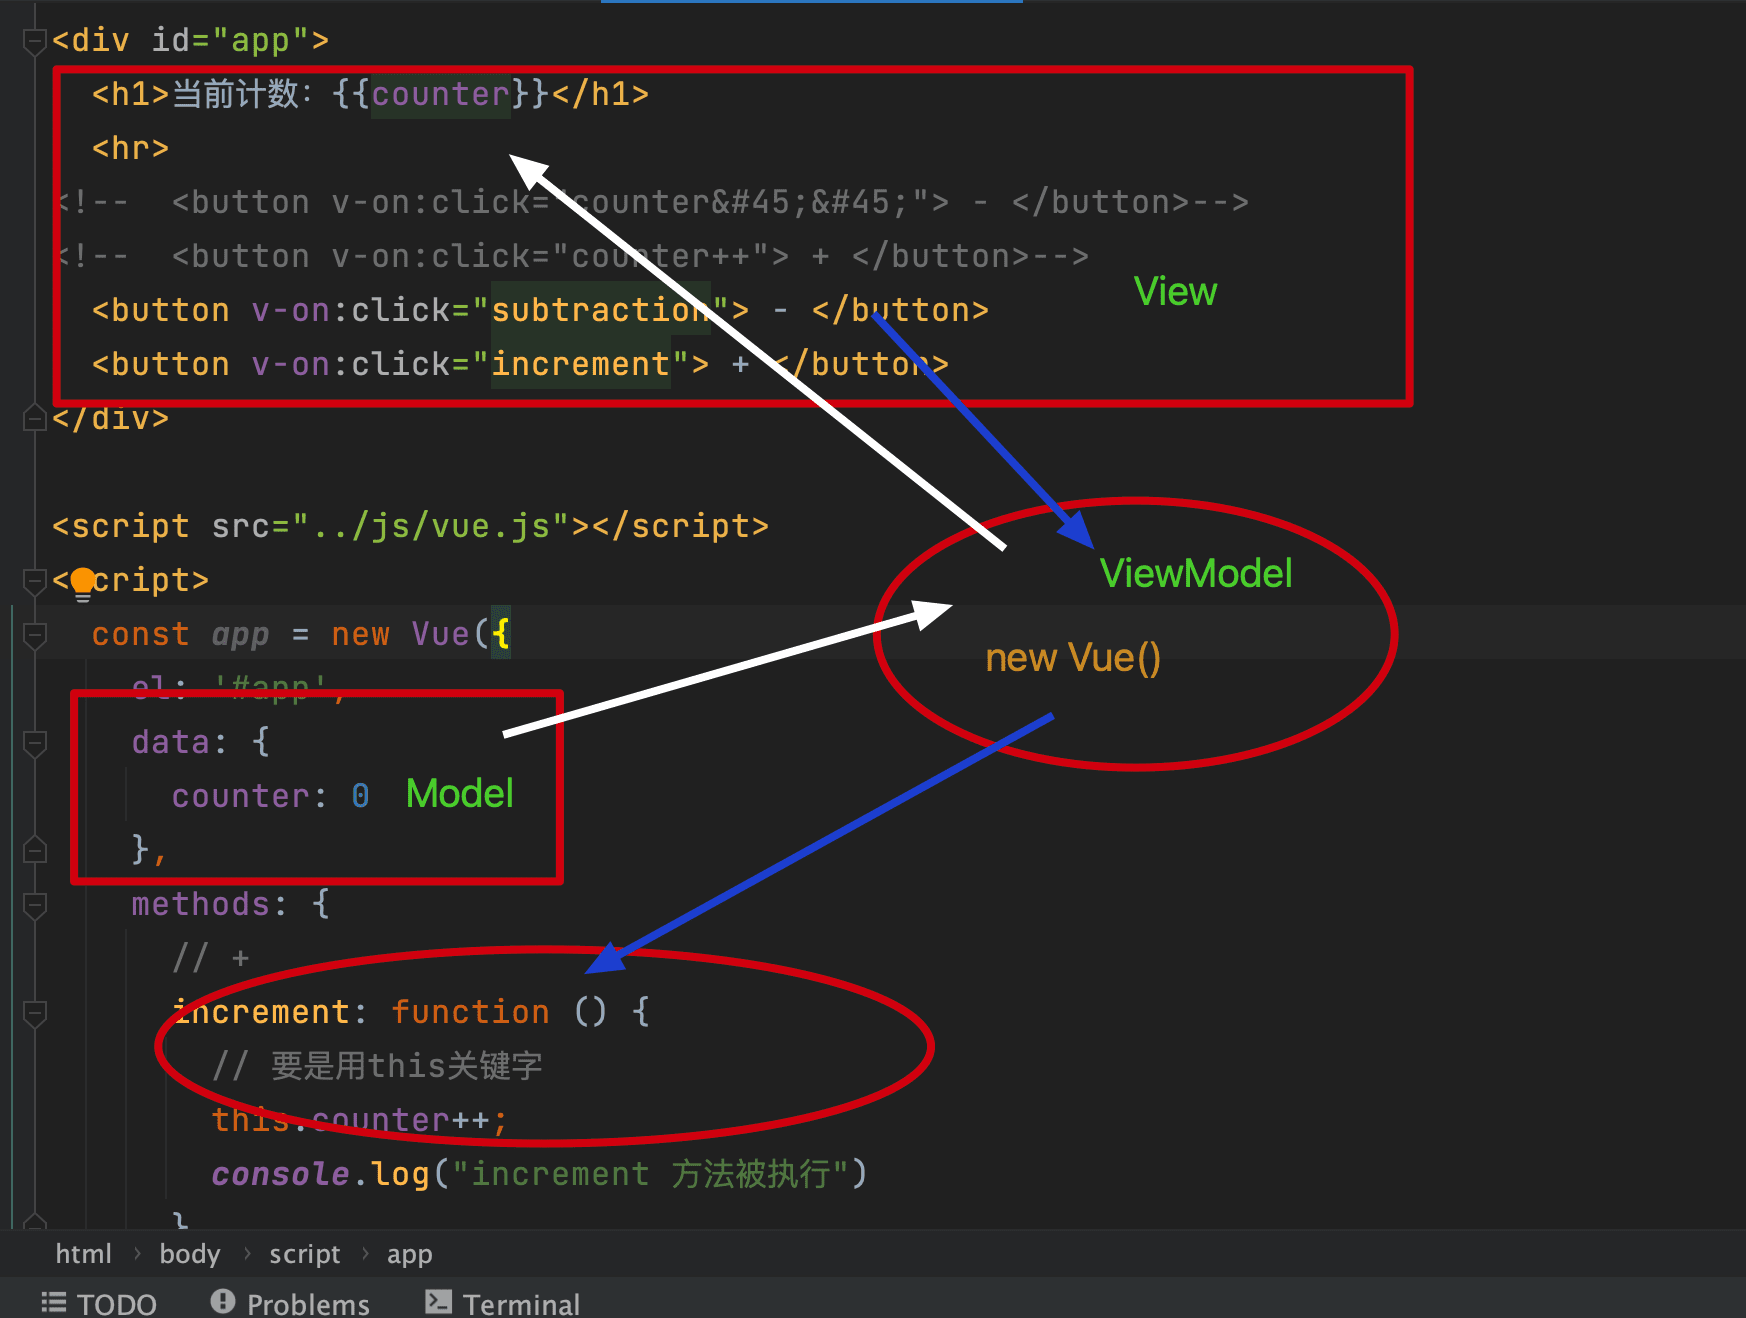 <div id="app">
<h1>当前计数：{{counter}}</h1>
<hr>
<!-- <button v-on:click="counter&#45;&#45;"> - </button>-->
<!-- <button v-on:click="counter++"> + </button>-->
View
<button v-on:click="subtraction"> - </button>
<button v-on:click="increment"> + </button>
</div>
<script src="../js/vue.js"></script>
ViewModel
<script>
const app = new Vue({
new Vue()
el: '#app',
data: {
counter: 0 Model
},
methods: {
// +
increment: function () {
// 要是用this关键字
this.counter++;
console.log("increment 方法被执行")
}
html › body › script › app
TODO Problems Terminal